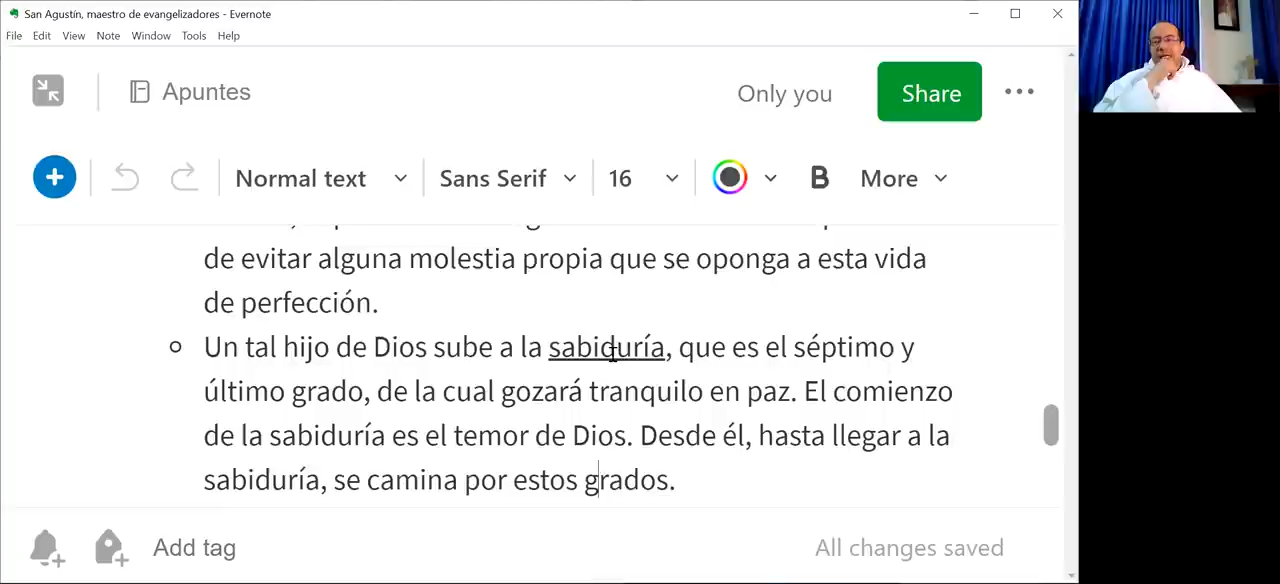 San Agustín, maestro de evangelizadores - Evernote
File Edit View Note Window Tools Help
Apuntes
Only you
Share
Normal text
Sans Serif
16
B
More
de evitar alguna molestia propia que se oponga a esta vida
de perfección.
Un tal hijo de Dios sube a la sabiduría, que es el séptimo y
último grado, de la cual gozará tranquilo en paz. El comienzo
de la sabiduría es el temor de Dios. Desde él, hasta llegar a la
sabiduría, se camina por estos grados.
Add tag
All changes saved